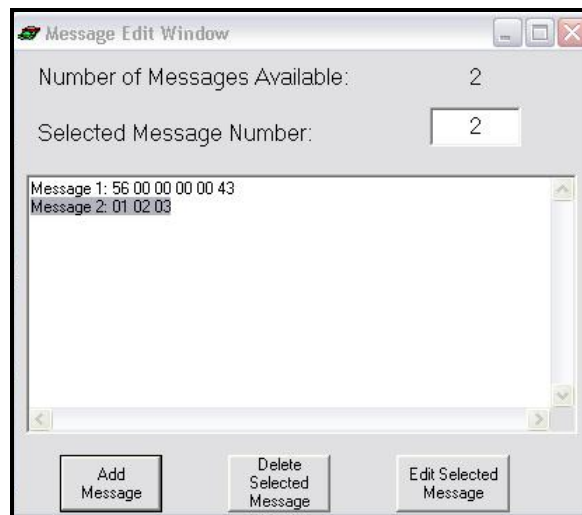 Message Edit Window
Number of Messages Available: 2
Selected Message Number: 2
Message 1: 56 00 00 00 00 43
Message 2: 01 02 03
Add
Message
Delete
Selected
Message
Edit Selected
Message